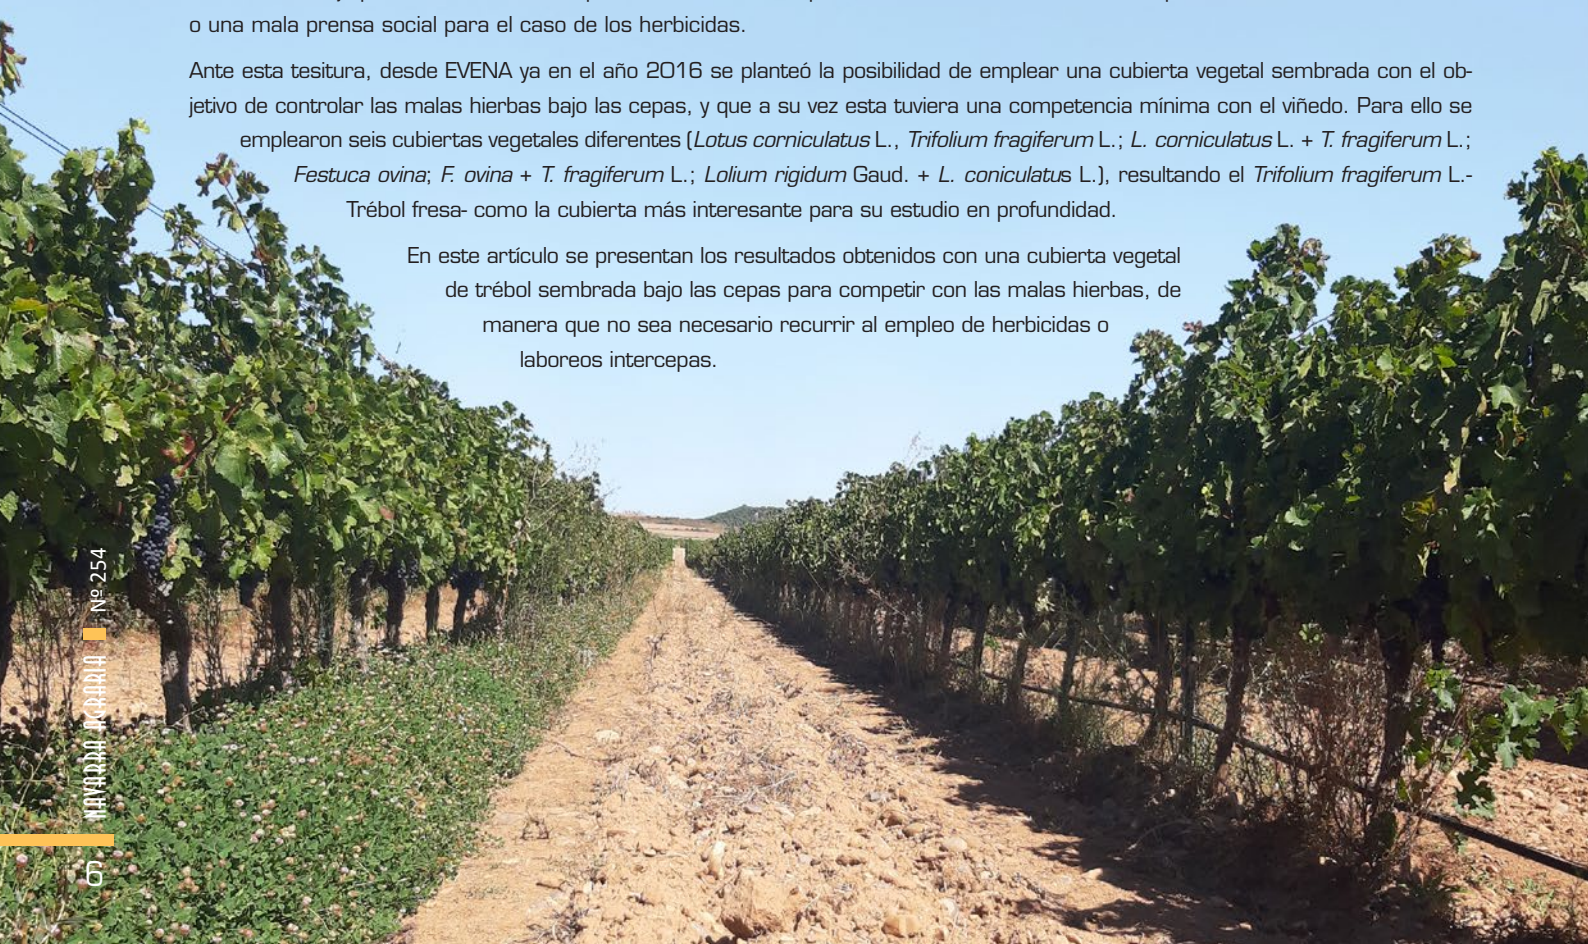 o una mala prensa social para el caso de los herbicidas.
Ante esta tesitura, desde EVENA ya en el año 2016 se planteó la posibilidad de emplear una cubierta vegetal sembrada con el ob-
jetivo de controlar las malas hierbas bajo las cepas, y que a su vez esta tuviera una competencia mínima con el viñedo. Para ello se
emplearon seis cubiertas vegetales diferentes (Lotus corniculatus L., Trifolium fragiferum L.; L. corniculatus L. + T. fragiferum L.;
Festuca ovina; F. ovina + T. fragiferum L.; Lolium rigidum Gaud. + L. coniculatus L.), resultando el Trifolium fragiferum L.-
Trébol fresa- como la cubierta más interesante para su estudio en profundidad.
En este artículo se presentan los resultados obtenidos con una cubierta vegetal
de trébol sembrada bajo las cepas para competir con las malas hierbas, de
manera que no sea necesario recurrir al empleo de herbicidas o
laboreos intercepas.
6 NAVARRA AGRARIA Nº 254